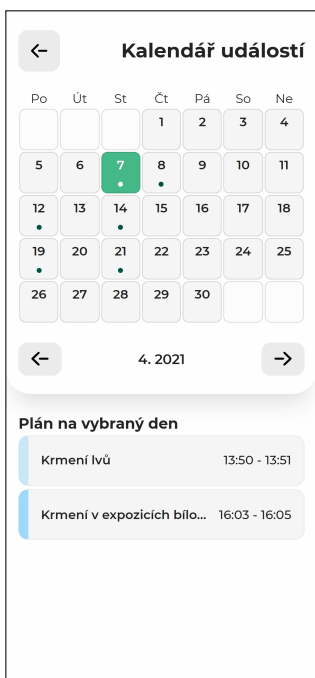 Kalendář událostí
Po Út St Čt Pá So Ne
1 2 3 4
5 6 7 8 9 10 11
12 13 14 15 16 17 18
19 20 21 22 23 24 25
26 27 28 29 30
4. 2021
Plán na vybraný den
Krmení lvů 13:50 - 13:51
Krmení v expozicích bílo... 16:03 - 16:05